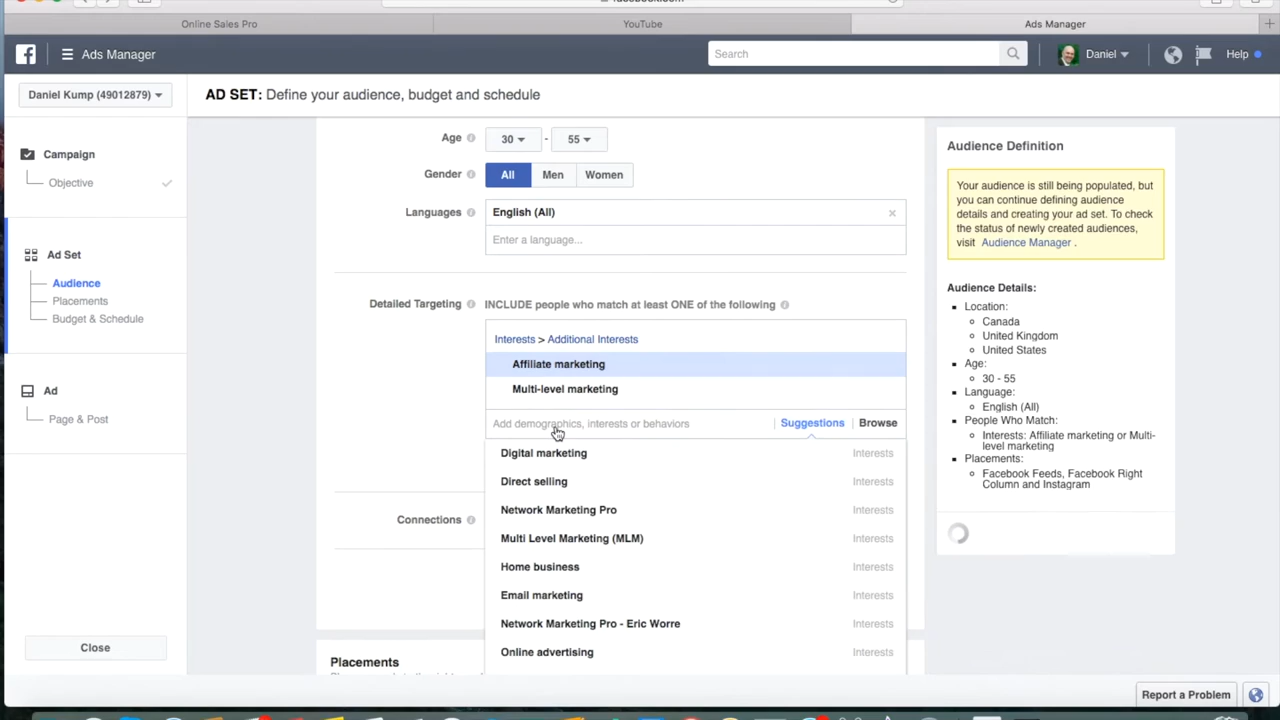 Online Sales Pro
YouTube
Ads Manager
Ads Manager
Search
Daniel
Help
Daniel Kump (49012879)
AD SET: Define your audience, budget and schedule
Campaign
Objective
Ad Set
Audience
Placements
Budget & Schedule
Ad
Page & Post
Close
Age
30
-
55
Gender
All
Men
Women
Languages
English (All)
Enter a language...
Detailed Targeting
INCLUDE people who match at least ONE of the following
Interests > Additional Interests
Affiliate marketing
Multi-level marketing
Add demographics, interests or behaviors
Suggestions
Browse
Digital marketing Interests
Direct selling Interests
Network Marketing Pro Interests
Multi Level Marketing (MLM) Interests
Home business Interests
Email marketing Interests
Network Marketing Pro - Eric Worre Interests
Online advertising Interests
Connections
Placements
Audience Definition
Your audience is still being populated, but
you can continue defining audience
details and creating your ad set. To check
the status of newly created audiences,
visit Audience Manager .
Audience Details:
Location:
Canada
United Kingdom
United States
Age:
30 - 55
Language:
English (All)
People Who Match:
Interests: Affiliate marketing or Multi-
level marketing
Placements:
Facebook Feeds, Facebook Right
Column and Instagram
Report a Problem